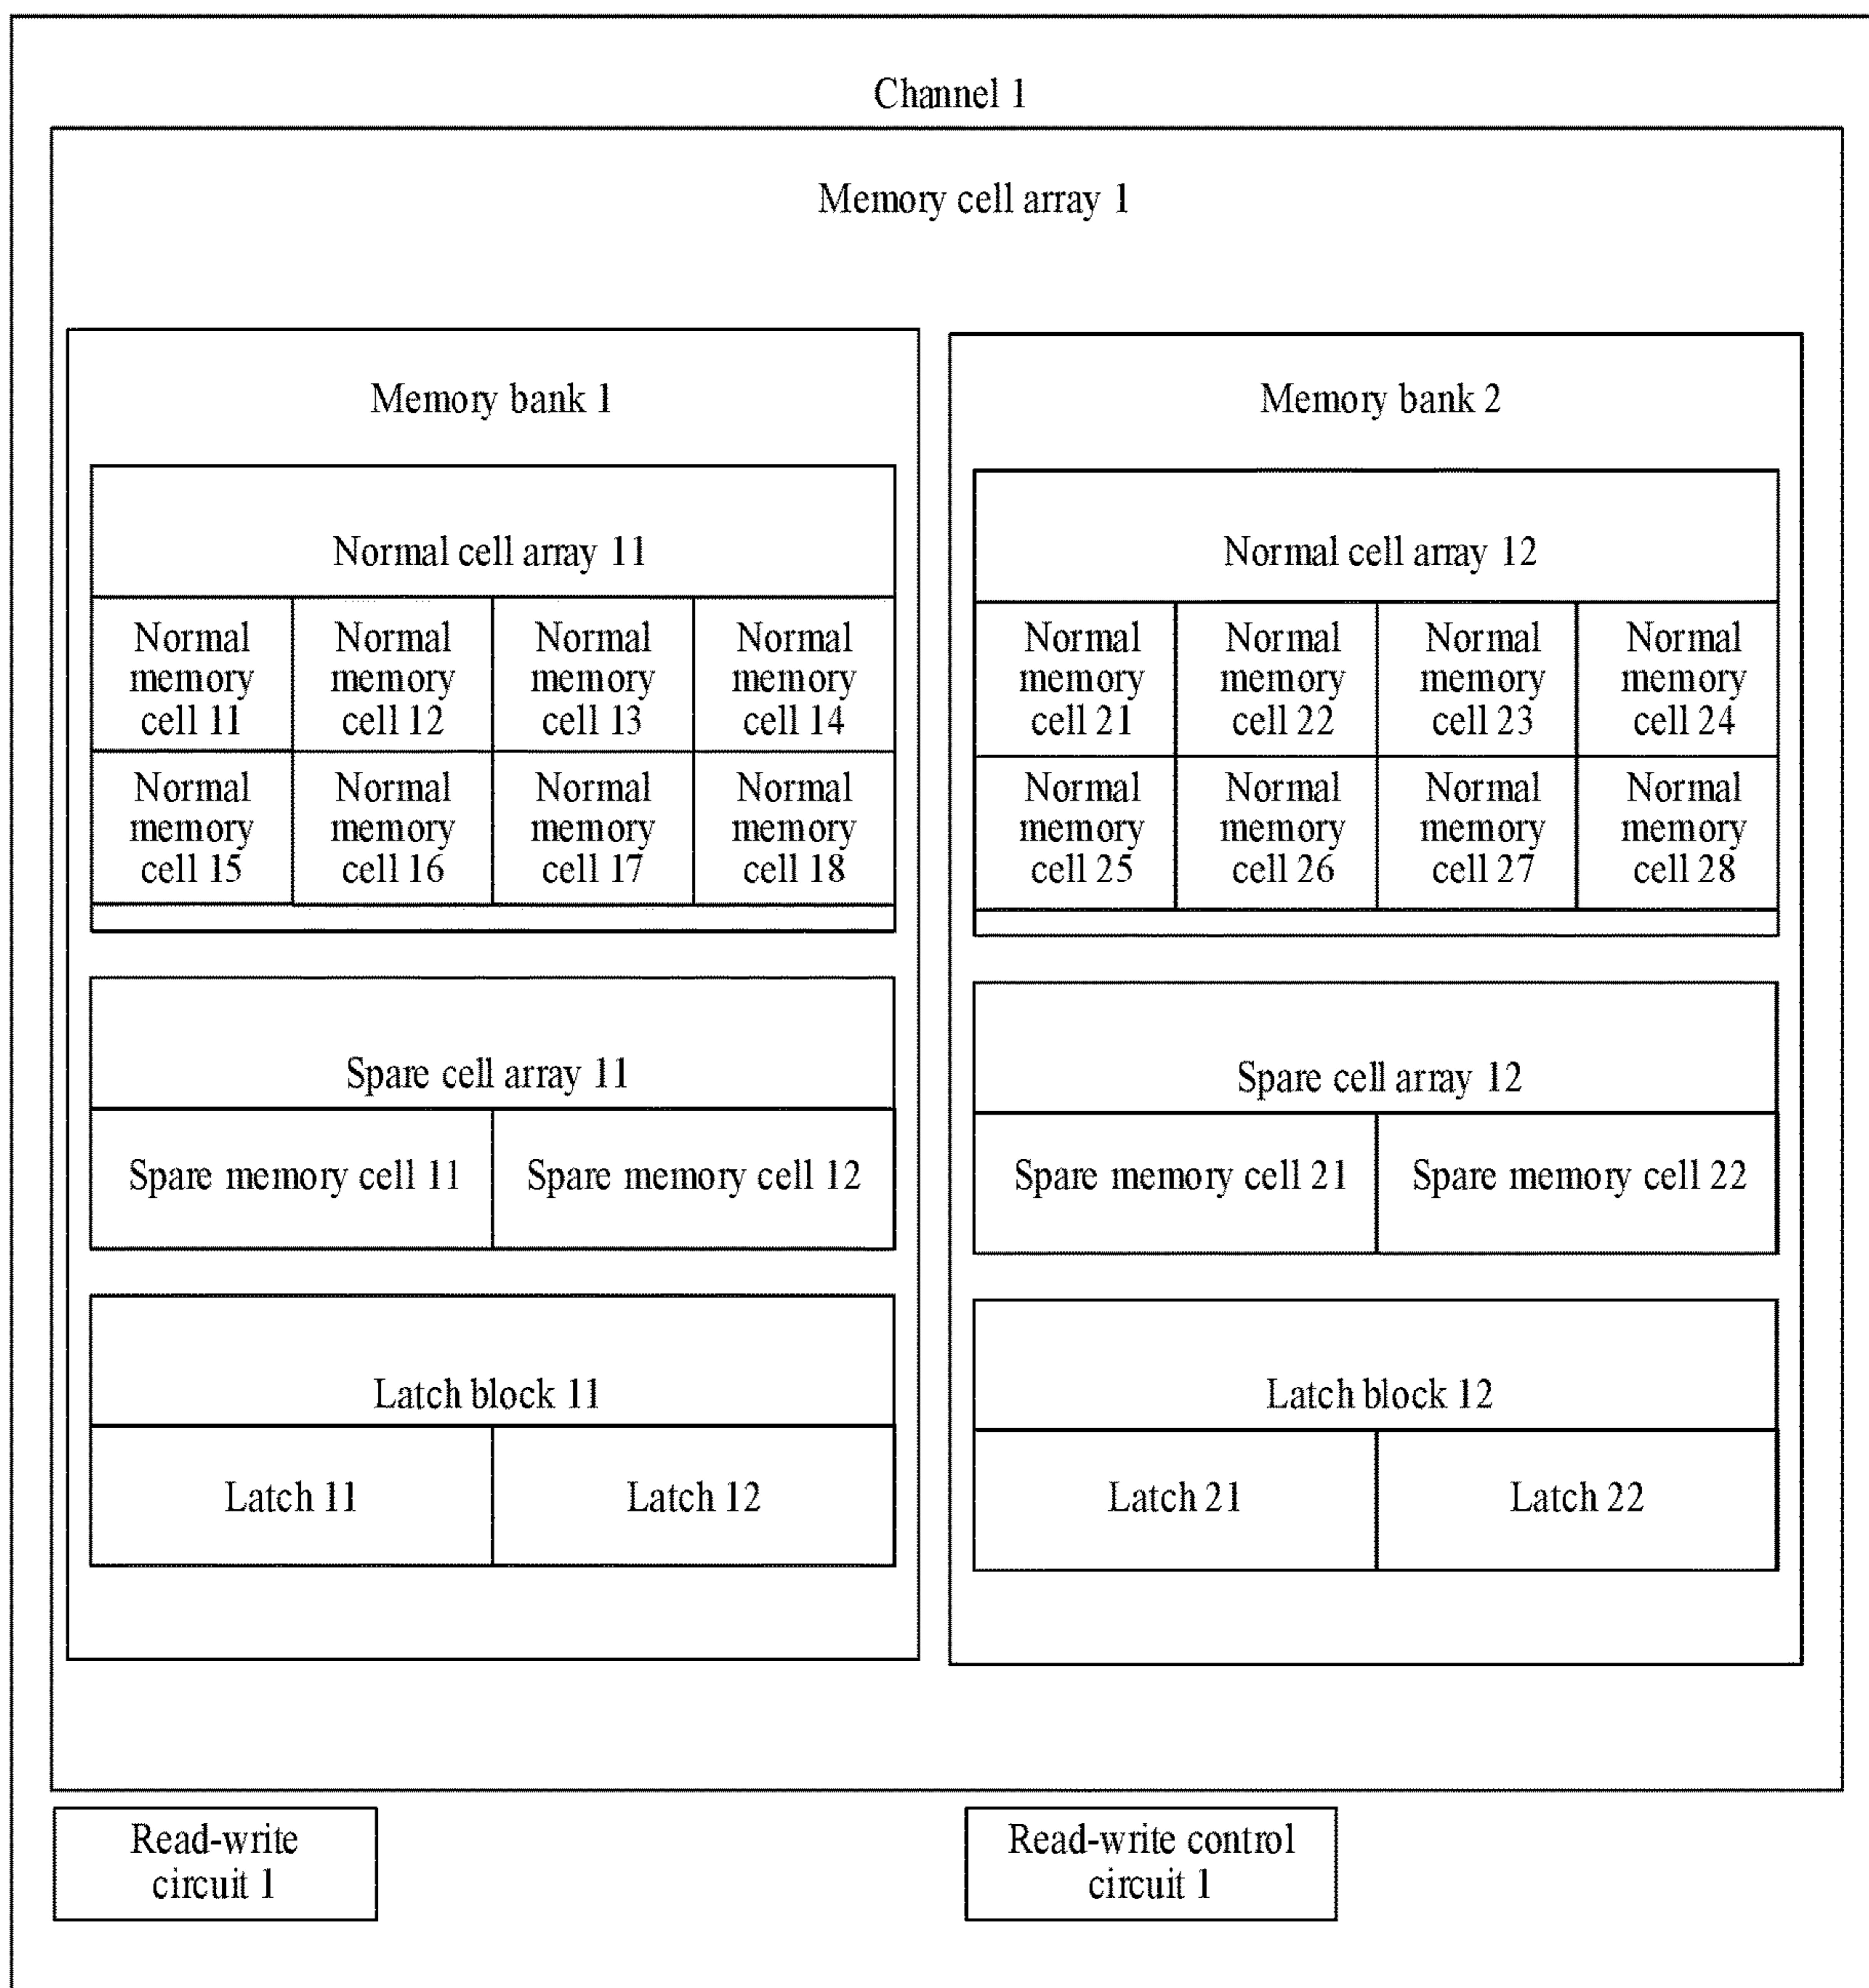 Channel 1
Memory cell array 1
Memory bank 1
Normal cell array 11
Normal
memory
cell 11
Normal
memory
cell 12
Normal
memory
cell 13
Normal
memory
cell 14
Normal
memory
cell 15
Normal
memory
cell 16
Normal
memory
cell 17
Normal
memory
cell 18
Spare cell array 11
Spare memory cell 11
Spare memory cell 12
Latch block 11
Latch 11
Latch 12
Memory bank 2
Normal cell array 12
Normal
memory
cell 21
Normal
memory
cell 22
Normal
memory
cell 23
Normal
memory
cell 24
Normal
memory
cell 25
Normal
memory
cell 26
Normal
memory
cell 27
Normal
memory
cell 28
Spare cell array 12
Spare memory cell 21
Spare memory cell 22
Latch block 12
Latch 21
Latch 22
Read-write
circuit 1
Read-write control
circuit 1